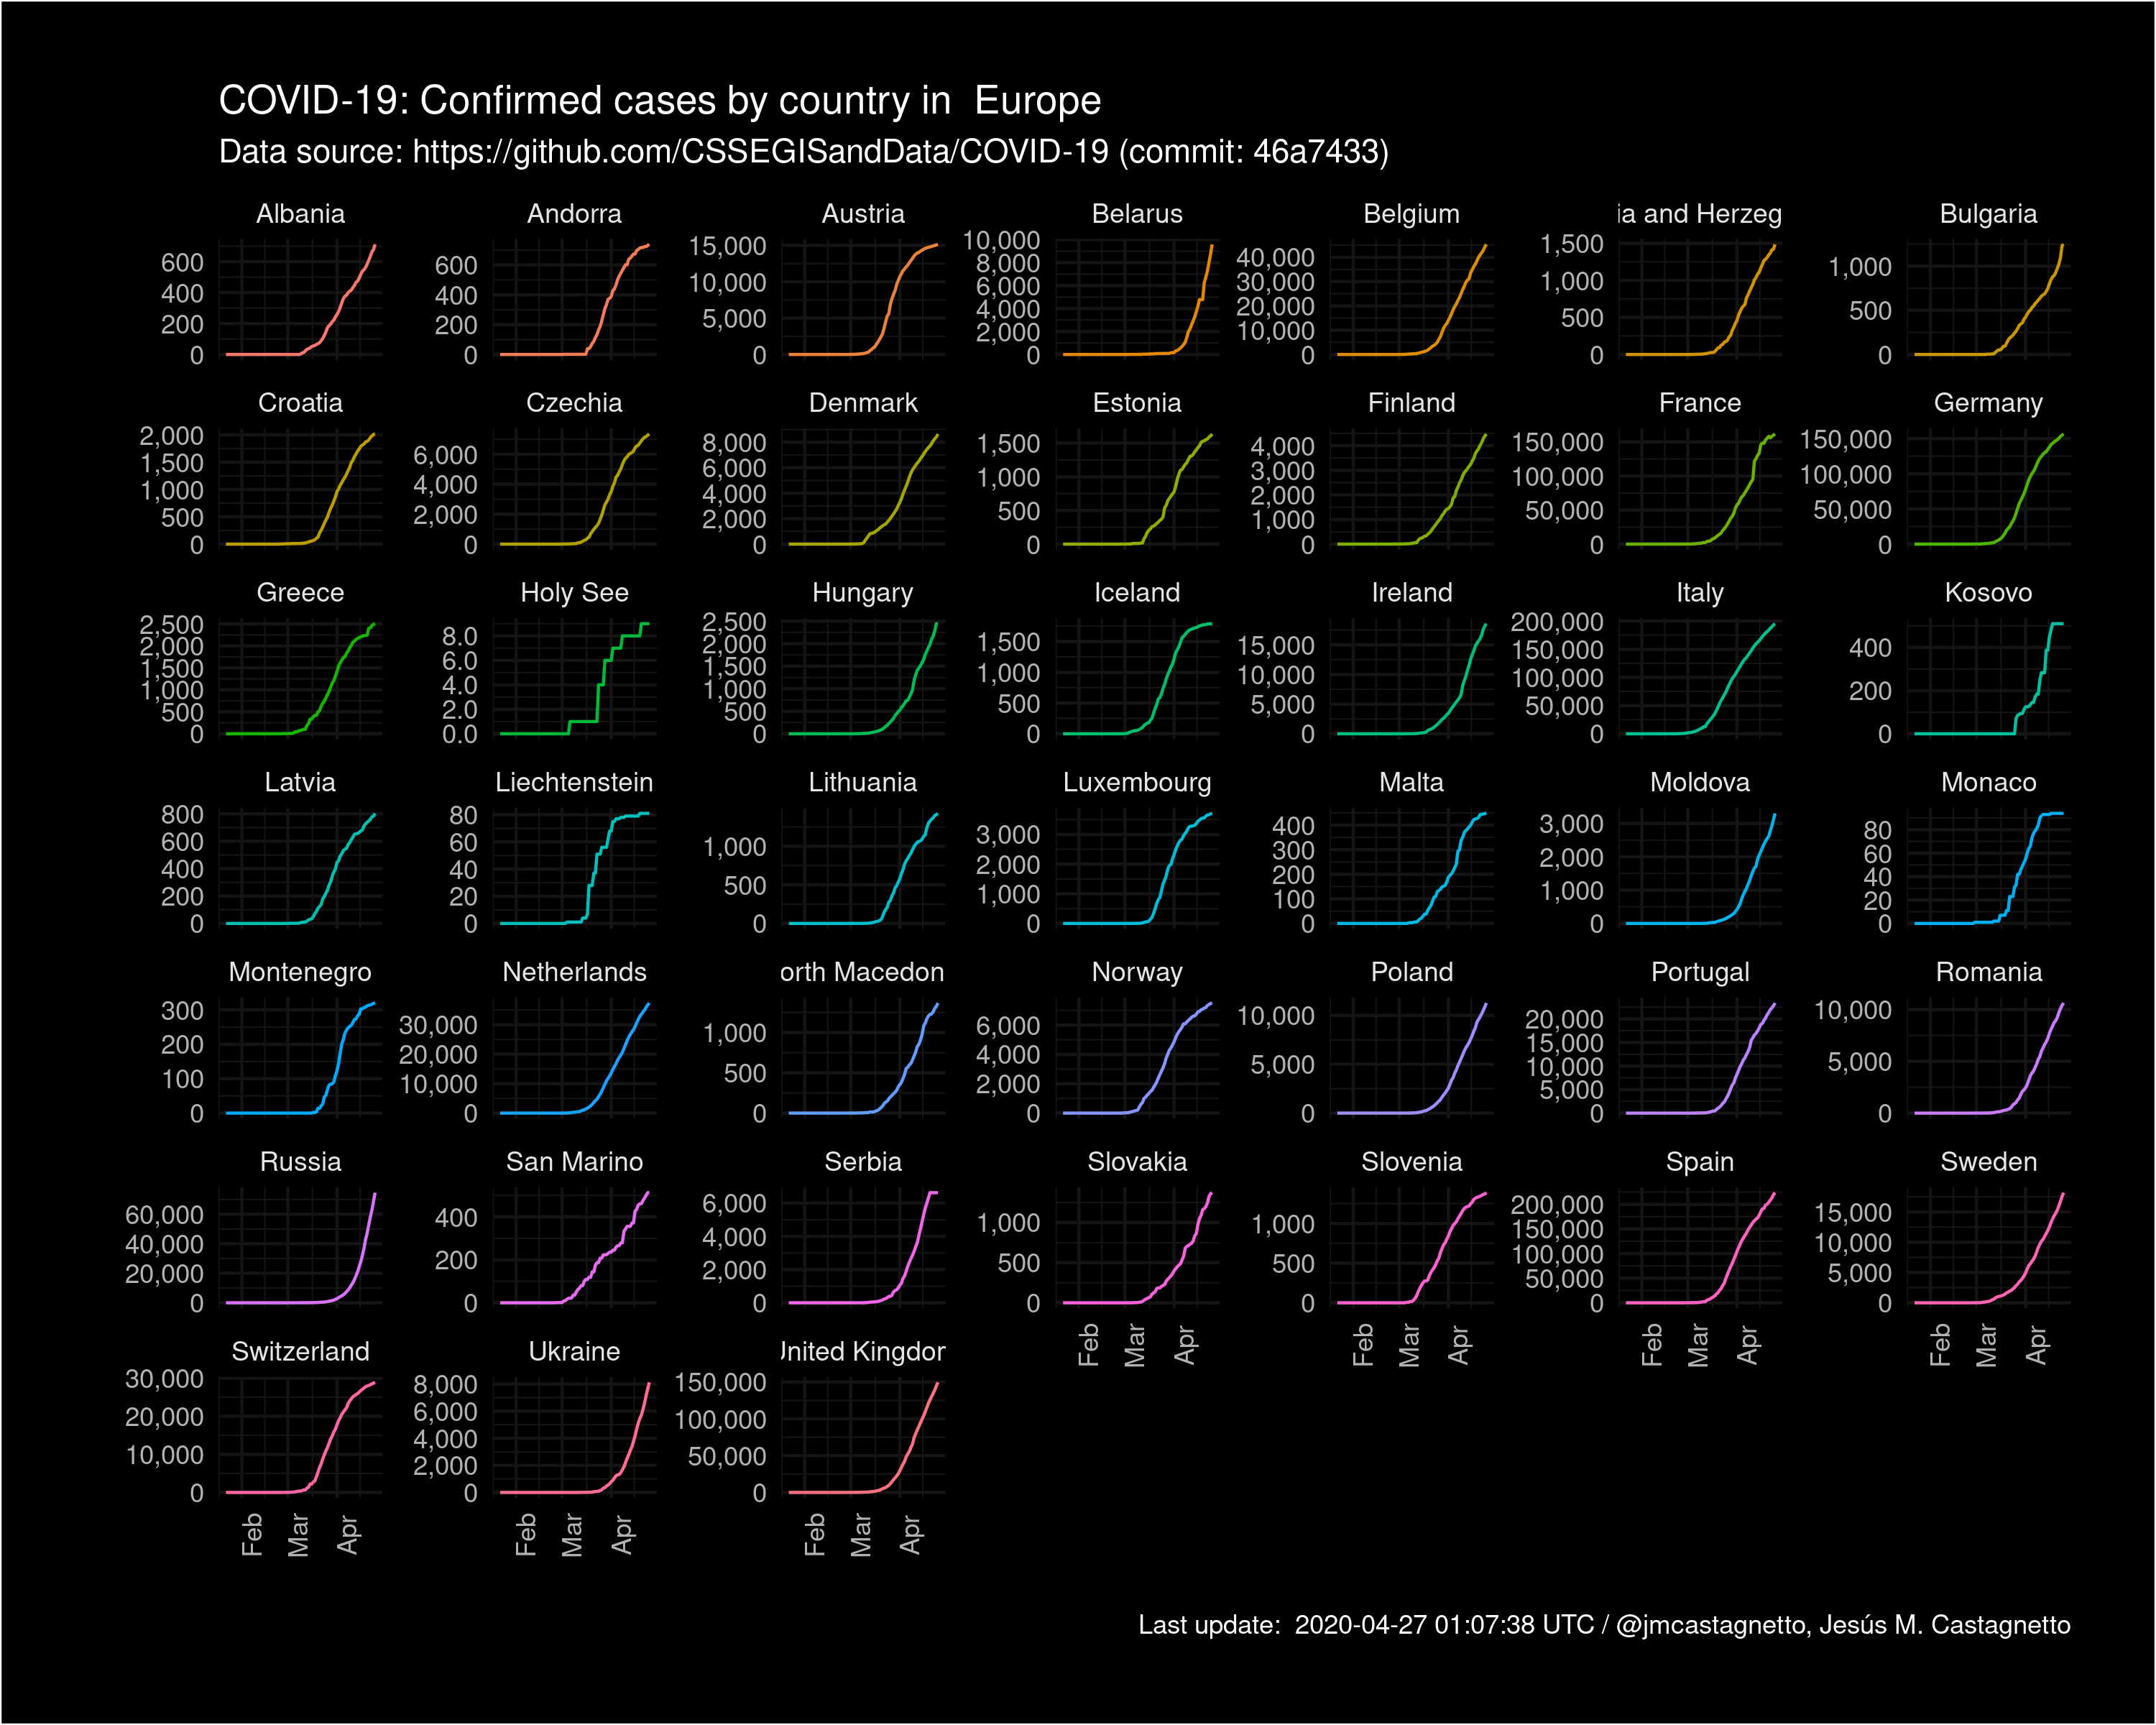 COVID-19: Confirmed cases by country in  Europe
Data source: https://github.com/CSSEGISandData/COVID-19 (commit: 46a7433)
Albania
600
400
200
0
Andorra
600
400
200
0
Austria
15,000
10,000
5,000
0
Belarus
10,000
8,000
6,000
4,000
2,000
0
Belgium
40,000
30,000
20,000
10,000
0
ia and Herzeg
1,500
1,000
500
0
Bulgaria
1,000
500
0
Croatia
2,000
1,500
1,000
500
0
Czechia
6,000
4,000
2,000
0
Denmark
8,000
6,000
4,000
2,000
0
Estonia
1,500
1,000
500
0
Finland
4,000
3,000
2,000
1,000
0
France
150,000
100,000
50,000
0
Germany
150,000
100,000
50,000
0
Greece
2,500
2,000
1,500
1,000
500
0
Holy See
8.0
6.0
4.0
2.0
0.0
Hungary
2,500
2,000
1,500
1,000
500
0
Iceland
1,500
1,000
500
0
Ireland
15,000
10,000
5,000
0
Italy
200,000
150,000
100,000
50,000
0
Kosovo
400
200
0
Latvia
800
600
400
200
0
Liechtenstein
80
60
40
20
0
Lithuania
1,000
500
0
Luxembourg
3,000
2,000
1,000
0
Malta
400
300
200
100
0
Moldova
3,000
2,000
1,000
0
Monaco
80
60
40
20
0
Montenegro
300
200
100
0
Netherlands
30,000
20,000
10,000
0
orth Macedon
1,000
500
0
Norway
6,000
4,000
2,000
0
Poland
10,000
5,000
0
Portugal
20,000
15,000
10,000
5,000
0
Romania
10,000
5,000
0
Russia
60,000
40,000
20,000
0
San Marino
400
200
0
Serbia
6,000
4,000
2,000
0
Slovakia
1,000
500
0
Feb
Mar
Apr
Slovenia
1,000
500
0
Feb
Mar
Apr
Spain
200,000
150,000
100,000
50,000
0
Feb
Mar
Apr
Sweden
15,000
10,000
5,000
0
Feb
Mar
Apr
Switzerland
30,000
20,000
10,000
0
Feb
Mar
Apr
Ukraine
8,000
6,000
4,000
2,000
0
Feb
Mar
Apr
United Kingdom
150,000
100,000
50,000
0
Feb
Mar
Apr
Last update:  2020-04-27 01:07:38 UTC / @jmcastagnetto, Jesús M. Castagnetto